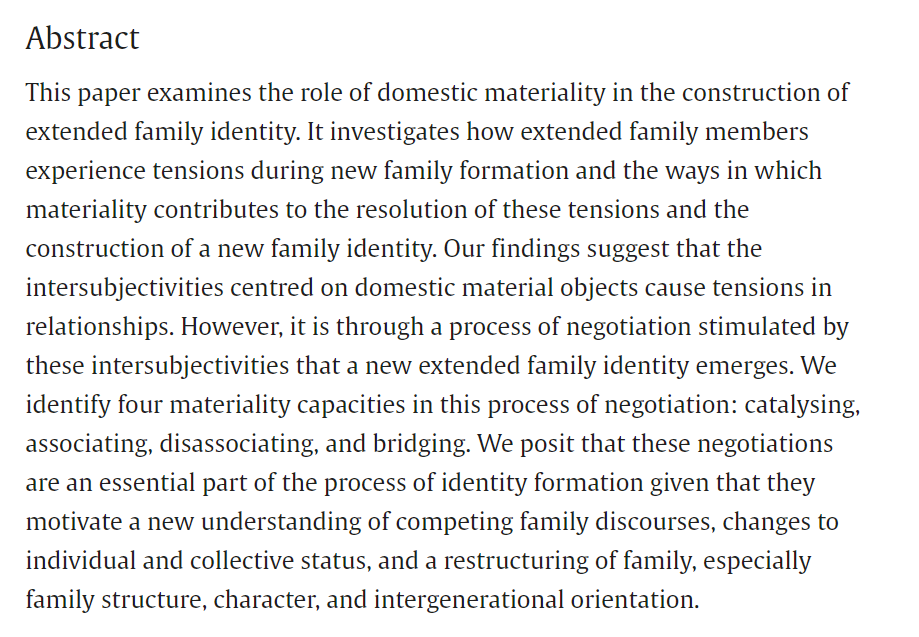 Abstract
This paper examines the role of domestic materiality in the construction of
extended family identity. It investigates how extended family members
experience tensions during new family formation and the ways in which
materiality contributes to the resolution of these tensions and the
construction of a new family identity. Our findings suggest that the
intersubjectivities centred on domestic material objects cause tensions in
relationships. However, it is through a process of negotiation stimulated by
these intersubjectivities that a new extended family identity emerges. We
identify four materiality capacities in this process of negotiation: catalysing,
associating, disassociating, and bridging. We posit that these negotiations
are an essential part of the process of identity formation given that they
motivate a new understanding of competing family discourses, changes to
individual and collective status, and a restructuring of family, especially
family structure, character, and intergenerational orientation.